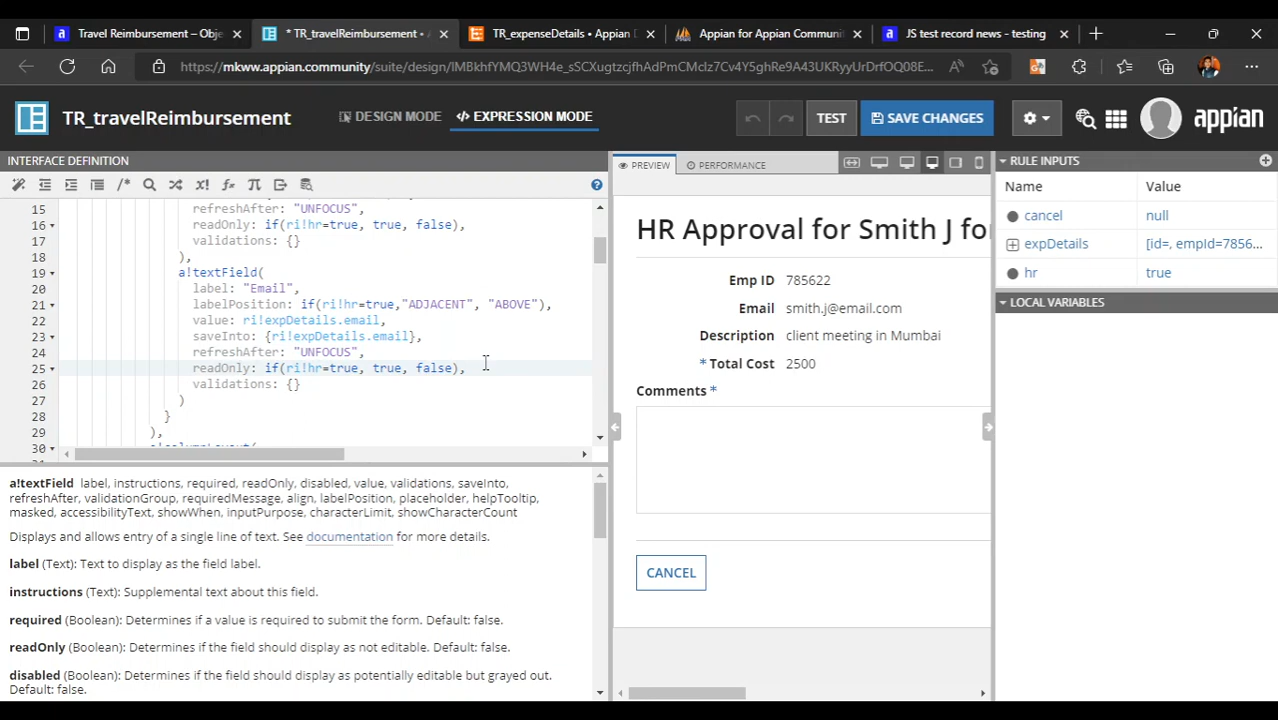 Travel Reimbursement – Obje
* TR_travelReimbursement - A
TR_expenseDetails • Appian D
Appian for Appian Communi
JS test record news - testing
https://mkww.appian.community/suite/design/
TR_travelReimbursement
DESIGN MODE
</> EXPRESSION MODE
TEST
SAVE CHANGES
appian
INTERFACE DEFINITION
PREVIEW
PERFORMANCE
RULE INPUTS
15 refreshAfter: "UNFOCUS",
16 readOnly: if(ri!hr=true, true, false),
17 validations: {}
18 ),
19 a!textField(
20 label: "Email",
21 labelPosition: if(ri!hr=true,"ADJACENT", "ABOVE"),
22 value: ri!expDetails.email,
23 saveInto: {ri!expDetails.email},
24 refreshAfter: "UNFOCUS",
25 readOnly: if(ri!hr=true, true, false),
26 validations: {}
27 )
28 }
29 ),
30
a!textField label, instructions, required, readOnly, disabled, value, validations, saveInto,
refreshAfter, validationGroup, requiredMessage, align, labelPosition, placeholder, helpTooltip,
masked, accessibilityText, showWhen, inputPurpose, characterLimit, showCharacterCount
Displays and allows entry of a single line of text. See documentation for more details.
label (Text): Text to display as the field label.
instructions (Text): Supplemental text about this field.
required (Boolean): Determines if a value is required to submit the form. Default: false.
readOnly (Boolean): Determines if the field should display as not editable. Default: false.
disabled (Boolean): Determines if the field should display as potentially editable but grayed out.
Default: false.
HR Approval for Smith J for
Emp ID 785622
Email smith.j@email.com
Description client meeting in Mumbai
* Total Cost 2500
Comments *
CANCEL
Name Value
cancel null
expDetails [id=, empId=7856...
hr true
LOCAL VARIABLES